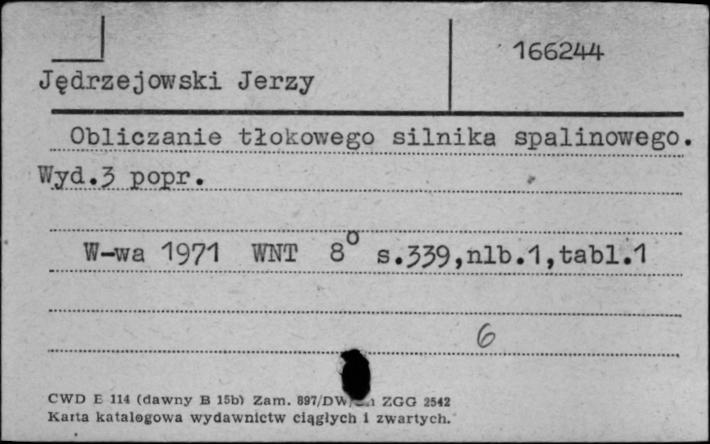 166244
Jędrzejowski Jerzy
Obliczanie tłokowego silnika spalinowego.
Wyd.3 popr.
W-wa 1971 WNT 8° s.339,nlb.1,tabl.1
6
CWD E 114 (dawny B 15b) Zam. 897/DW ZGG 2542
Karta katalogowa wydawnictw ciągłych i zwartych.